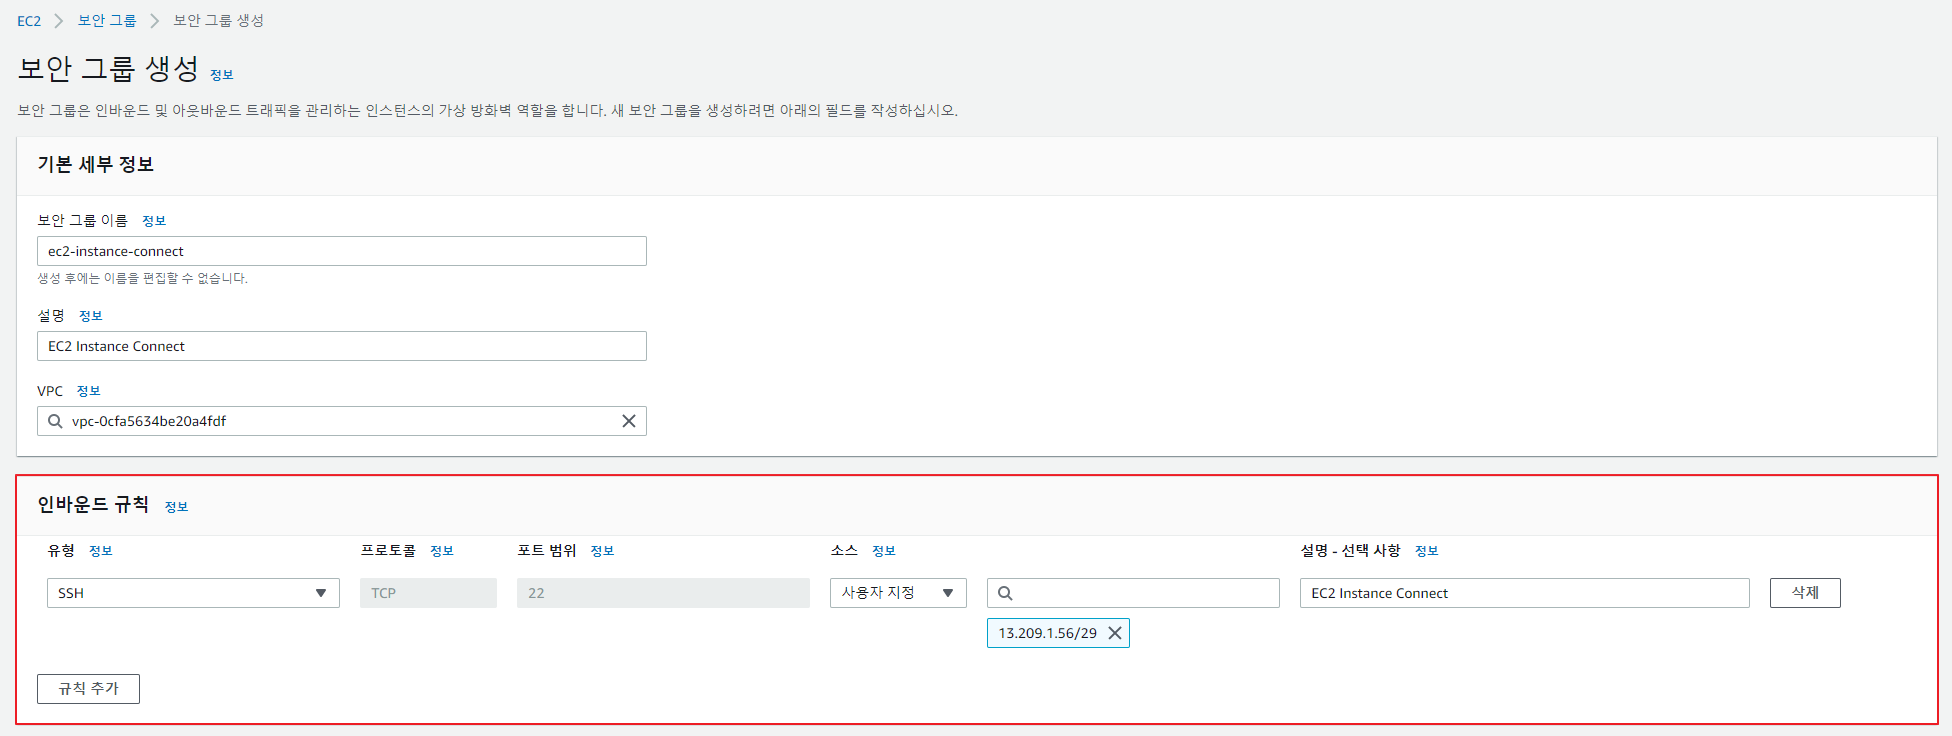 EC2 > 보안 그룹 > 보안 그룹 생성
보안 그룹 생성 정보
보안 그룹은 인바운드 및 아웃바운드 트래픽을 관리하는 인스턴스의 가상 방화벽 역할을 합니다. 새 보안 그룹을 생성하려면 아래의 필드를 작성하십시오.
기본 세부 정보
보안 그룹 이름 정보
ec2-instance-connect
생성 후에는 이름을 편집할 수 없습니다.
설명 정보
EC2 Instance Connect
VPC 정보
vpc-0cfa5634be20a4fdf
인바운드 규칙 정보
유형 정보 프로토콜 정보 포트 범위 정보 소스 정보 설명 - 선택 사항 정보
SSH TCP 22 사용자 지정 EC2 Instance Connect 삭제
13.209.1.56/29
규칙 추가